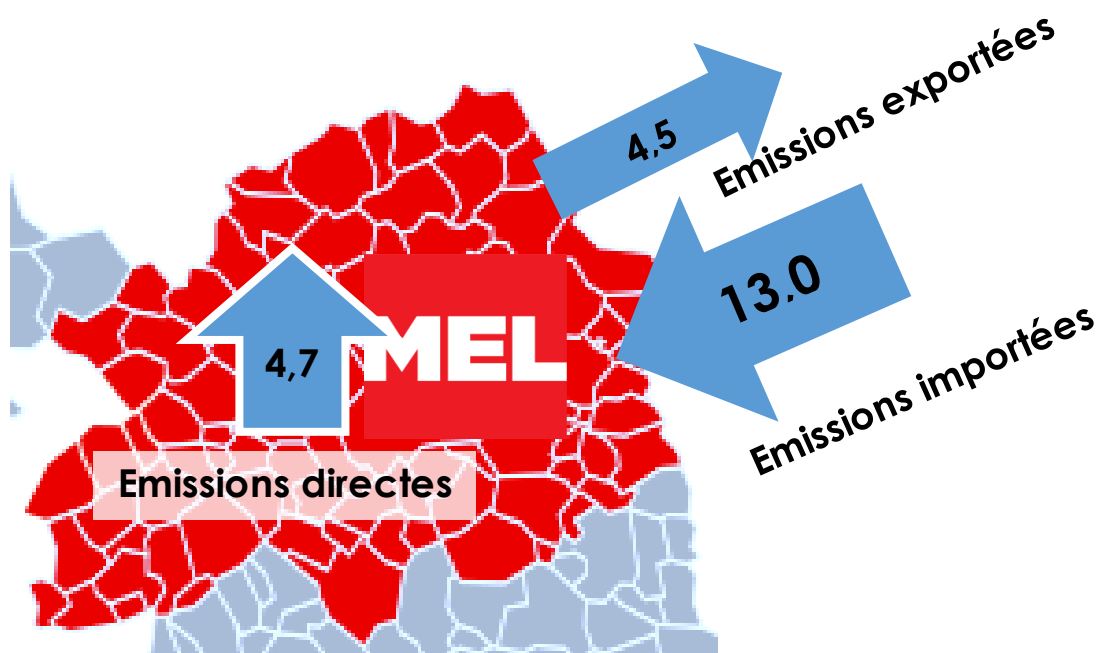 Emissions exportées
4,5
13,0
Emissions importées
MEL
4,7
Emissions directes